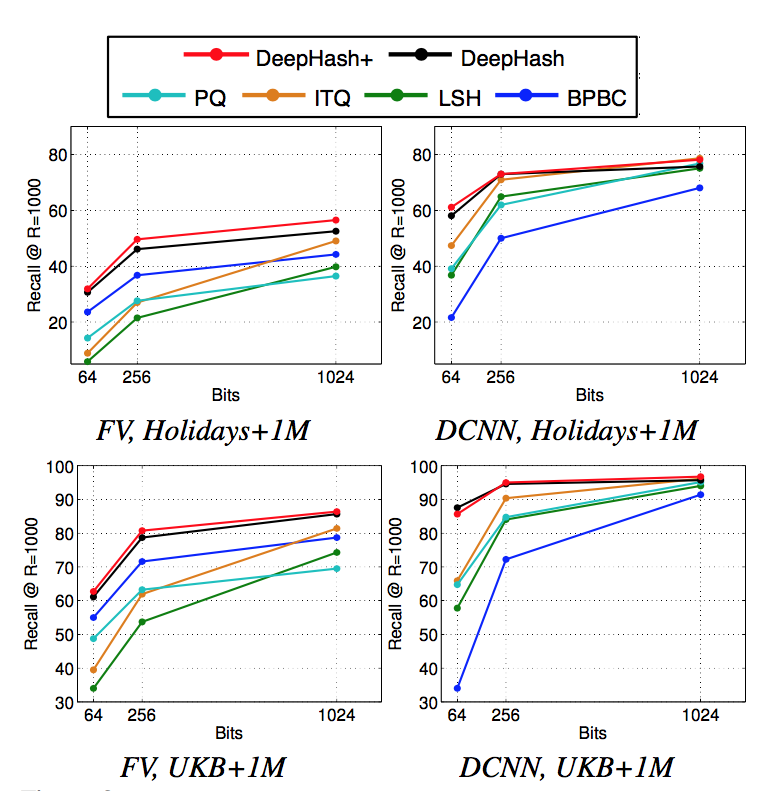 DeepHash+ DeepHash
PQ ITQ LSH BPBC
Recall @ R=1000
80
60
40
20
64 256 1024
Bits
FV, Holidays+1M
Recall @ R=1000
80
60
40
20
64 256 1024
Bits
DCNN, Holidays+1M
Recall @ R=1000
100
90
80
70
60
50
40
30
64 256 1024
Bits
FV, UKB+1M
Recall @ R=1000
100
90
80
70
60
50
40
30
64 256 1024
Bits
DCNN, UKB+1M